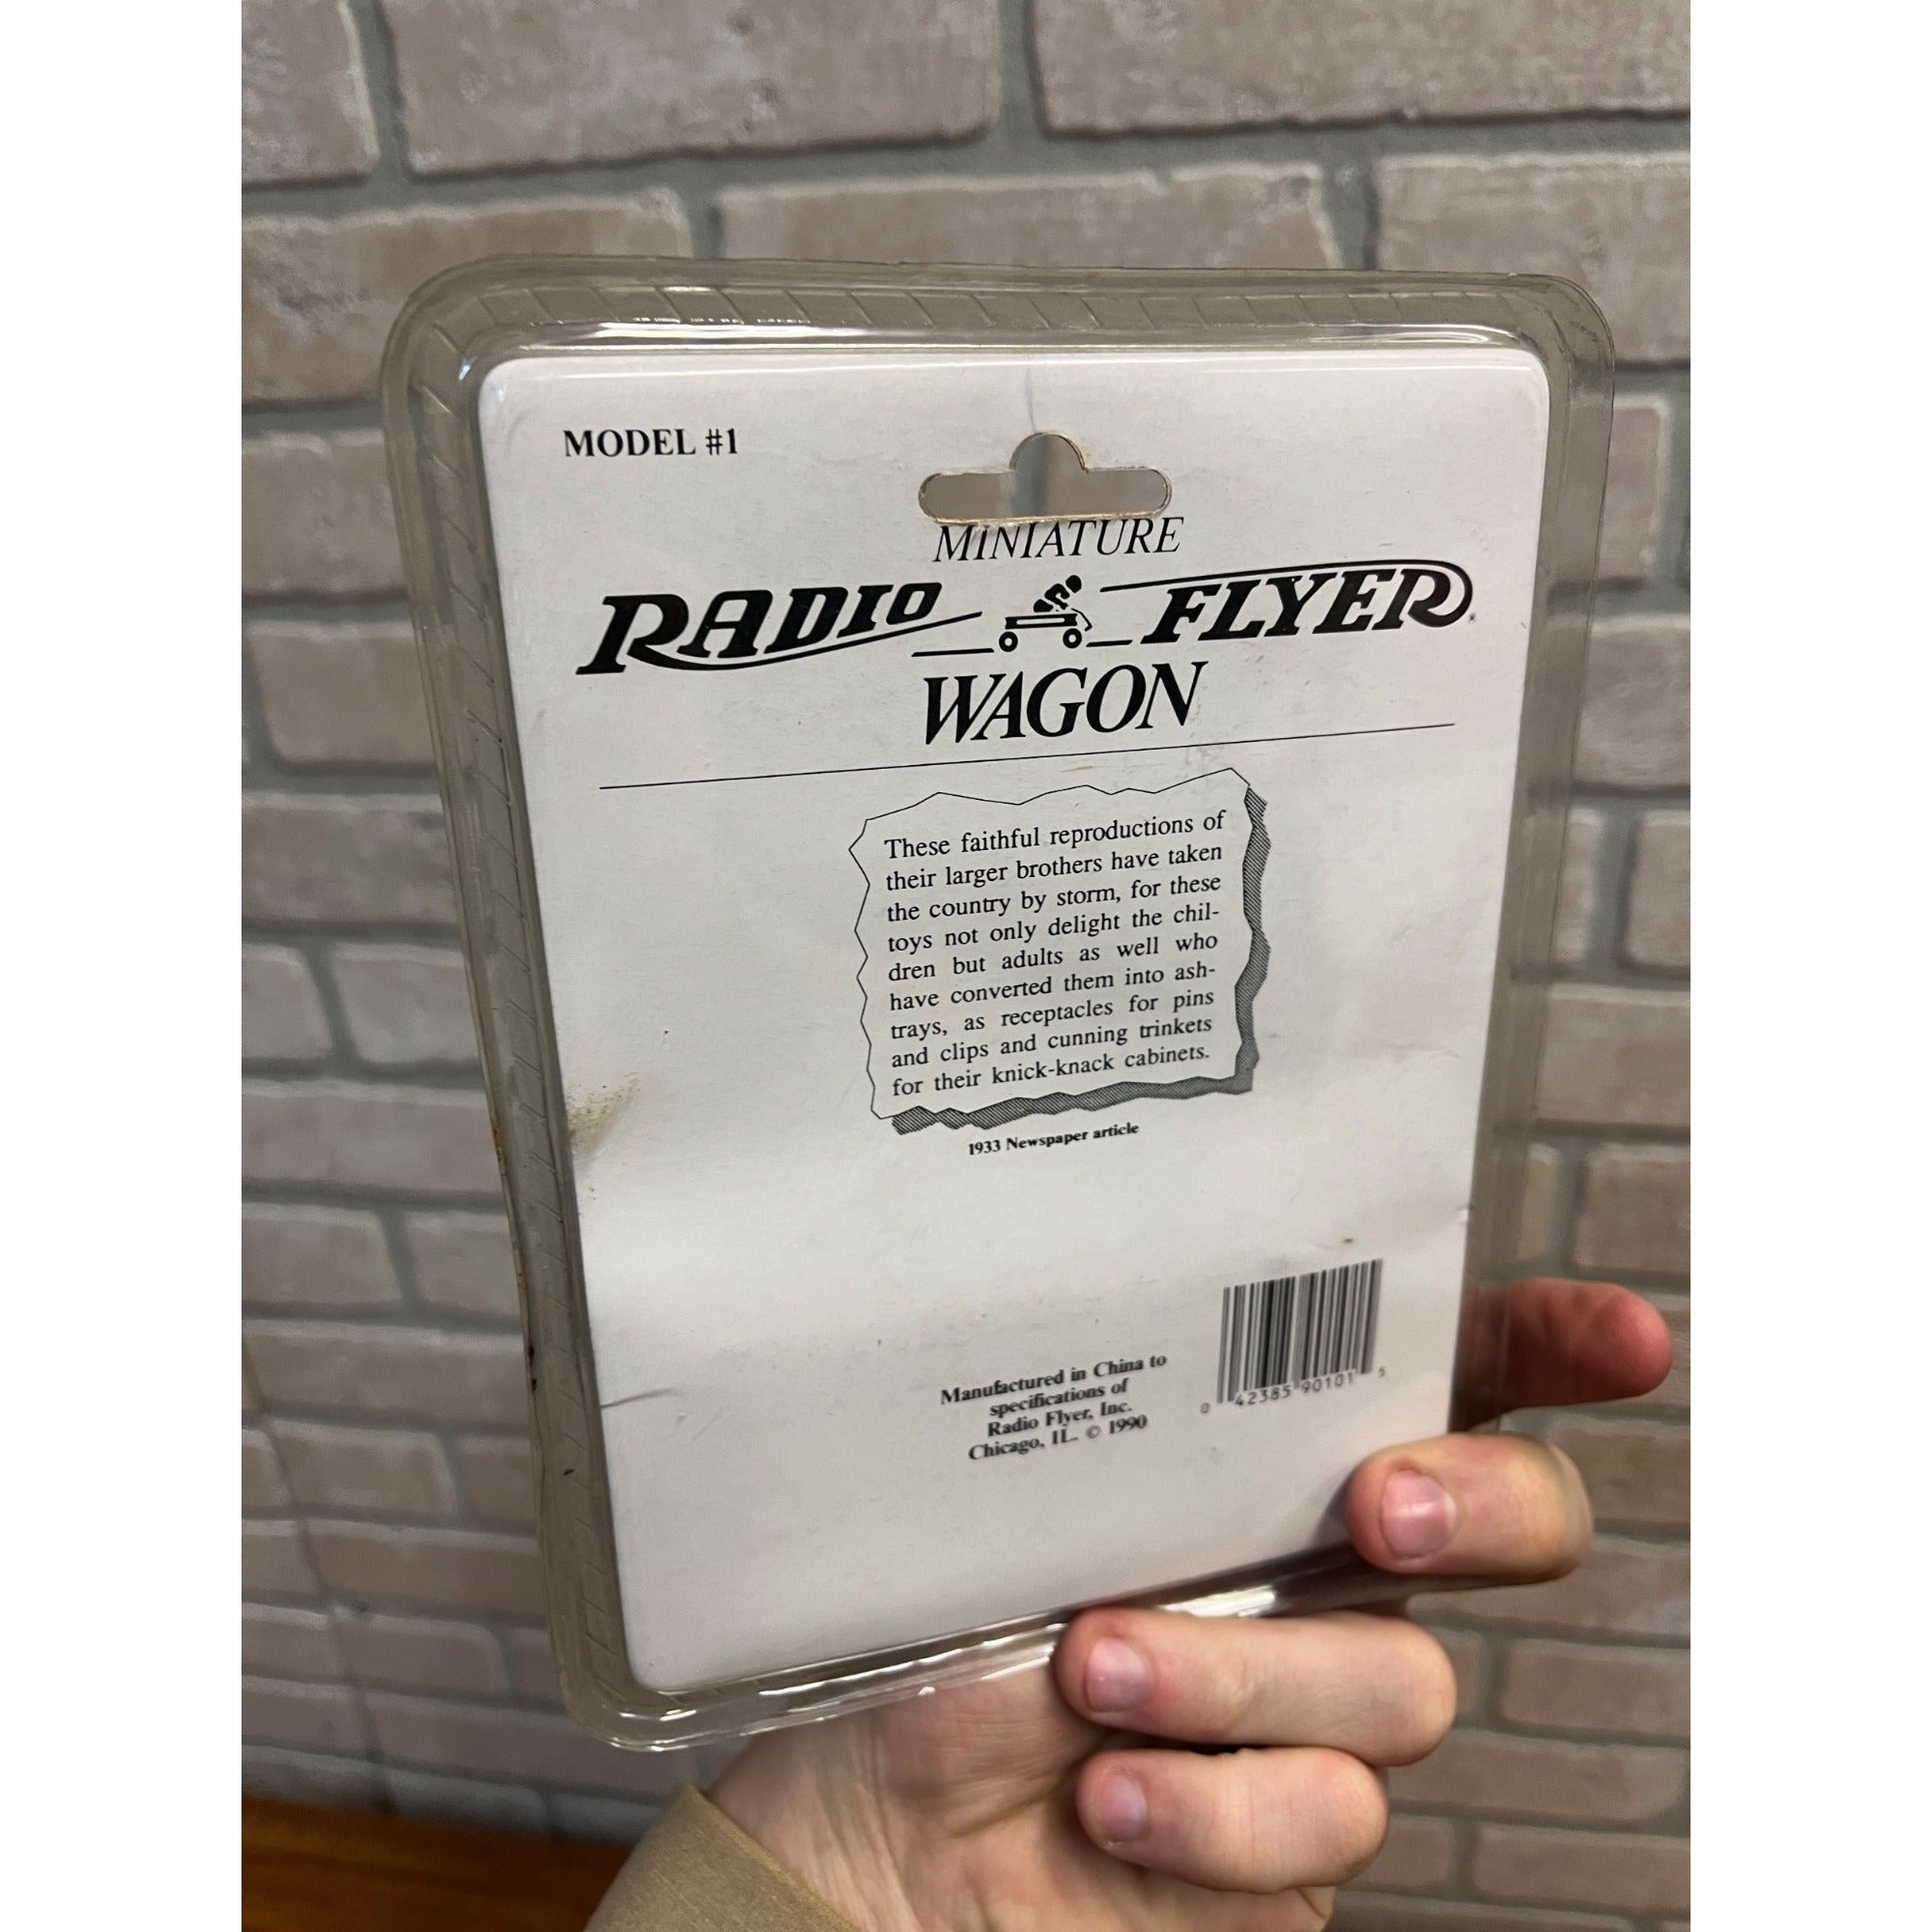 MODEL #1
MINIATURE
RADIO FLYER®
WAGON
These faithful reproductions of
their larger brothers have taken
the country by storm, for these
toys not only delight the chil-
dren but adults as well who
have converted them into ash-
trays, as receptacles for pins
and clips and cunning trinkets
for their knick-knack cabinets.
1933 Newspaper article
Manufactured in China to
specifications of
Radio Flyer, Inc.
Chicago, IL. © 1990
0 42385 90101 5